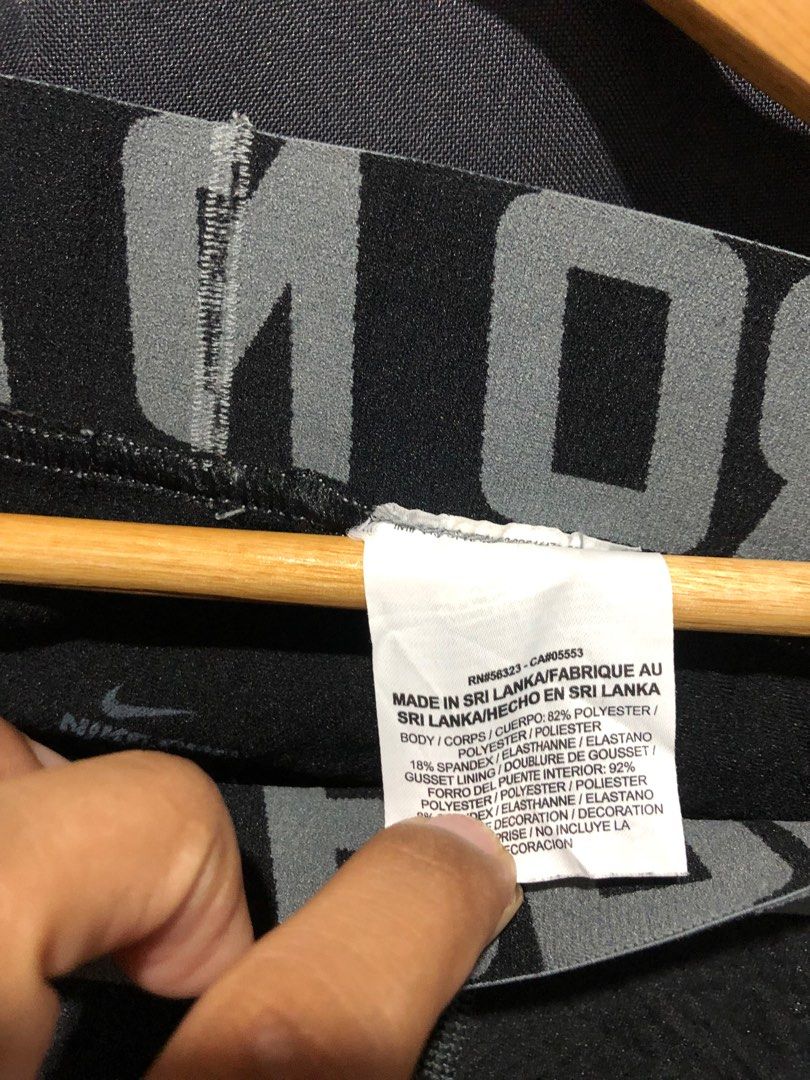 RN#56323 - CA#05553
MADE IN SRI LANKA/FABRIQUE AU
SRI LANKA/HECHO EN SRI LANKA
BODY / CORPS / CUERPO: 82% POLYESTER /
POLYESTER / POLIESTER
18% SPANDEX / ELASTHANNE / ELASTANO
GUSSET LINING / DOUBLURE DE GOUSSET /
FORRO DEL PUENTE INTERIOR: 92%
POLYESTER / POLYESTER / POLIESTER
/ ELASTHANNE / ELASTANO
DECORATION / DECORATION
/ NO INCLUYE LA